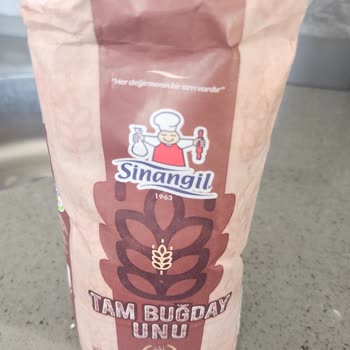 "Her değirmenin bir sırrı vardır"
Sinangil
1963
TAM BUĞDAY
UNU